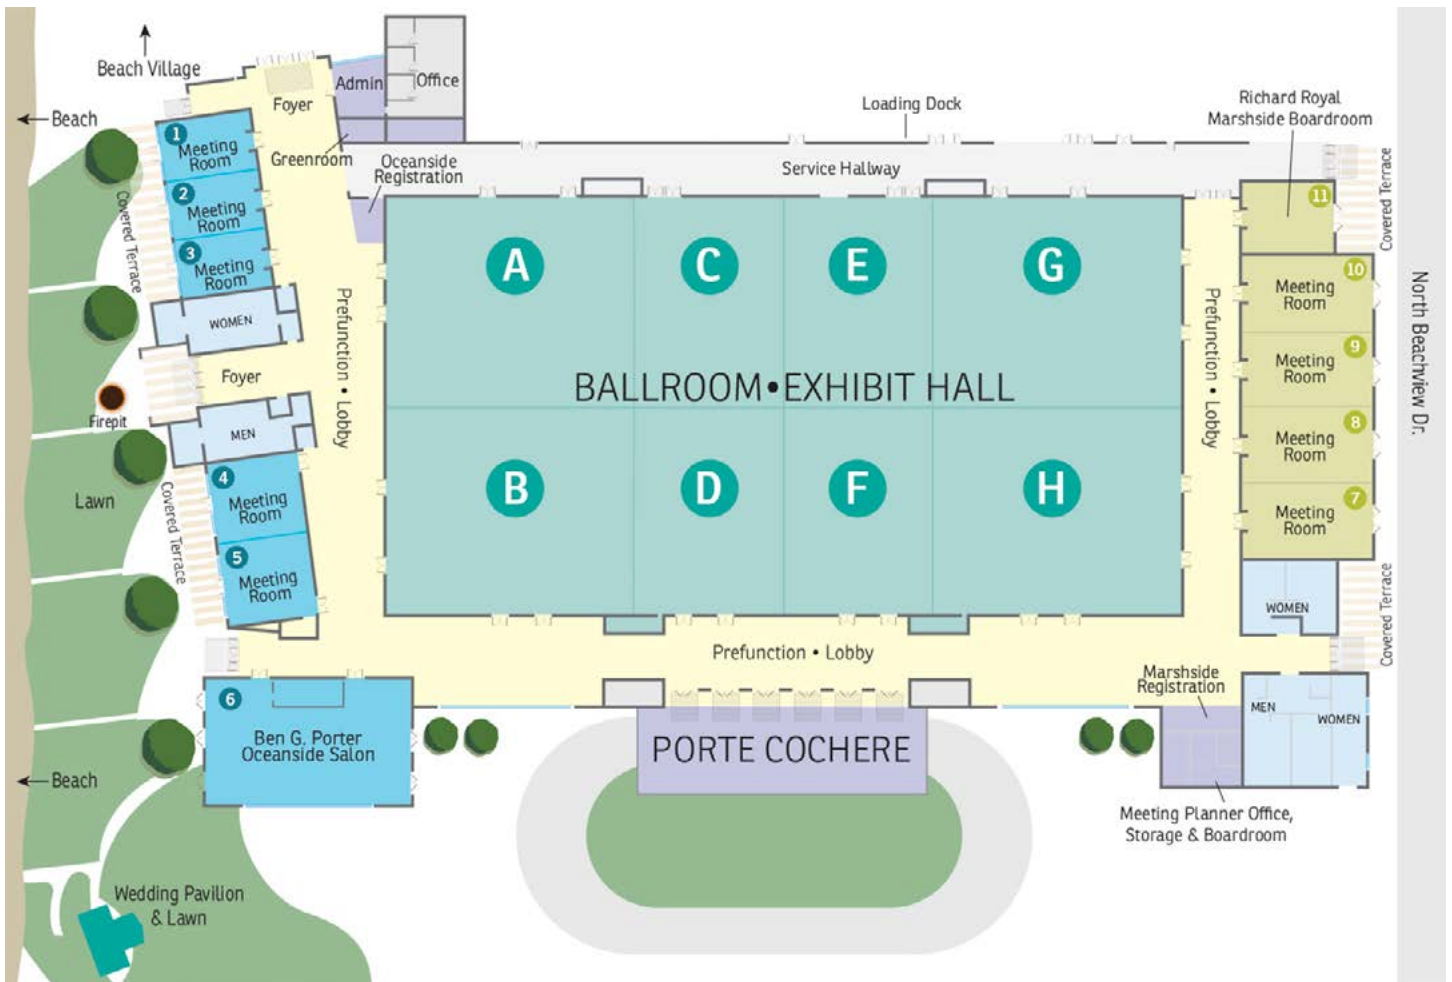 Beach Village
Beach
Foyer
Admin
Office
Greenroom
Oceanside
Registration
Loading Dock
Service Hallway
Richard Royal
Marshside Boardroom
1
Meeting
Room
2
Meeting
Room
3
Meeting
Room
Covered Terrace
WOMEN
Foyer
Firepit
MEN
Lawn
4
Meeting
Room
5
Meeting
Room
Covered Terrace
Prefunction • Lobby
A
C
E
G
BALLROOM • EXHIBIT HALL
B
D
F
H
Prefunction • Lobby
11
10
Meeting
Room
9
Meeting
Room
8
Meeting
Room
7
Meeting
Room
Covered Terrace
North Beachview Dr.
WOMEN
Covered Terrace
Prefunction • Lobby
Marshside
Registration
MEN
WOMEN
6
Ben G. Porter
Oceanside Salon
PORTE COCHERE
Beach
Meeting Planner Office,
Storage & Boardroom
Wedding Pavilion
& Lawn